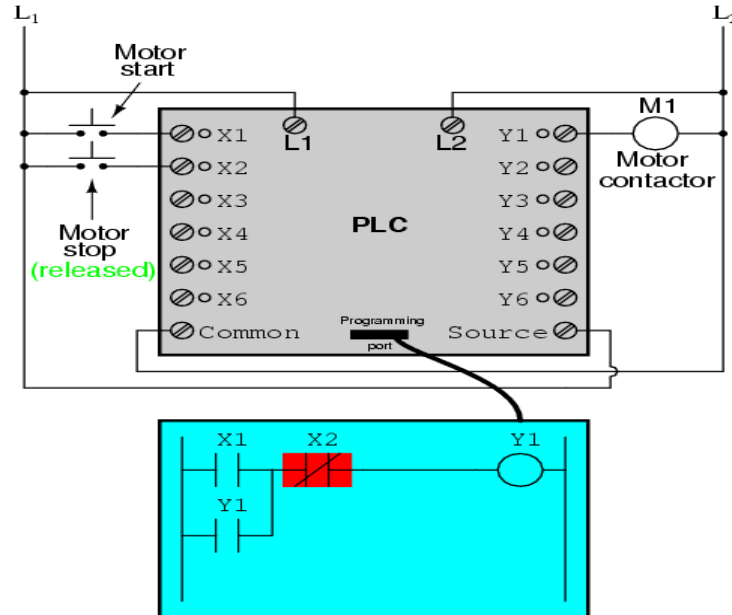 L1
L2
Motor
start
M1
X1
L1
L2
Y1
X2
Y2
Motor
contactor
X3
Y3
Motor
stop
(released)
PLC
X4
Y4
X5
Y5
X6
Y6
Common
Programming
port
Source
X1
X2
Y1
Y1